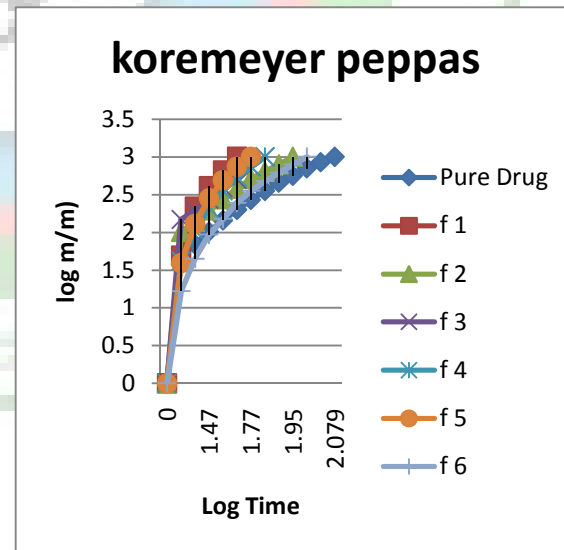 koremeyer peppas
3.5
3
2.5
2
1.5
1
0.5
0
log m/m)
0
1.47
1.77
1.95
2.079
Log Time
Pure Drug
f 1
f 2
f 3
f 4
f 5
f 6